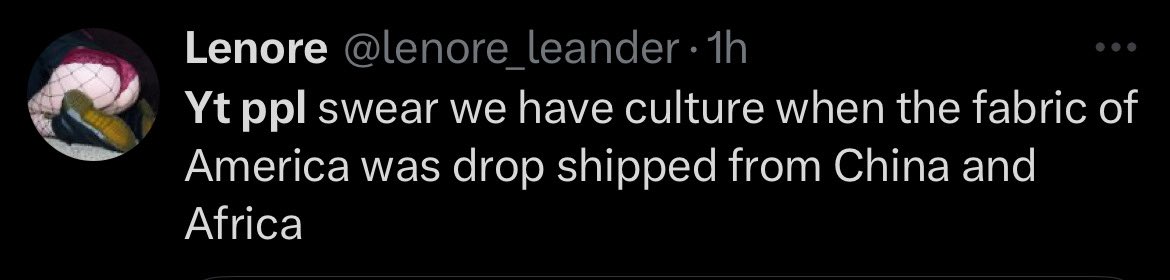 Lenore @lenore_leander · 1h
Yt ppl swear we have culture when the fabric of
America was drop shipped from China and
Africa